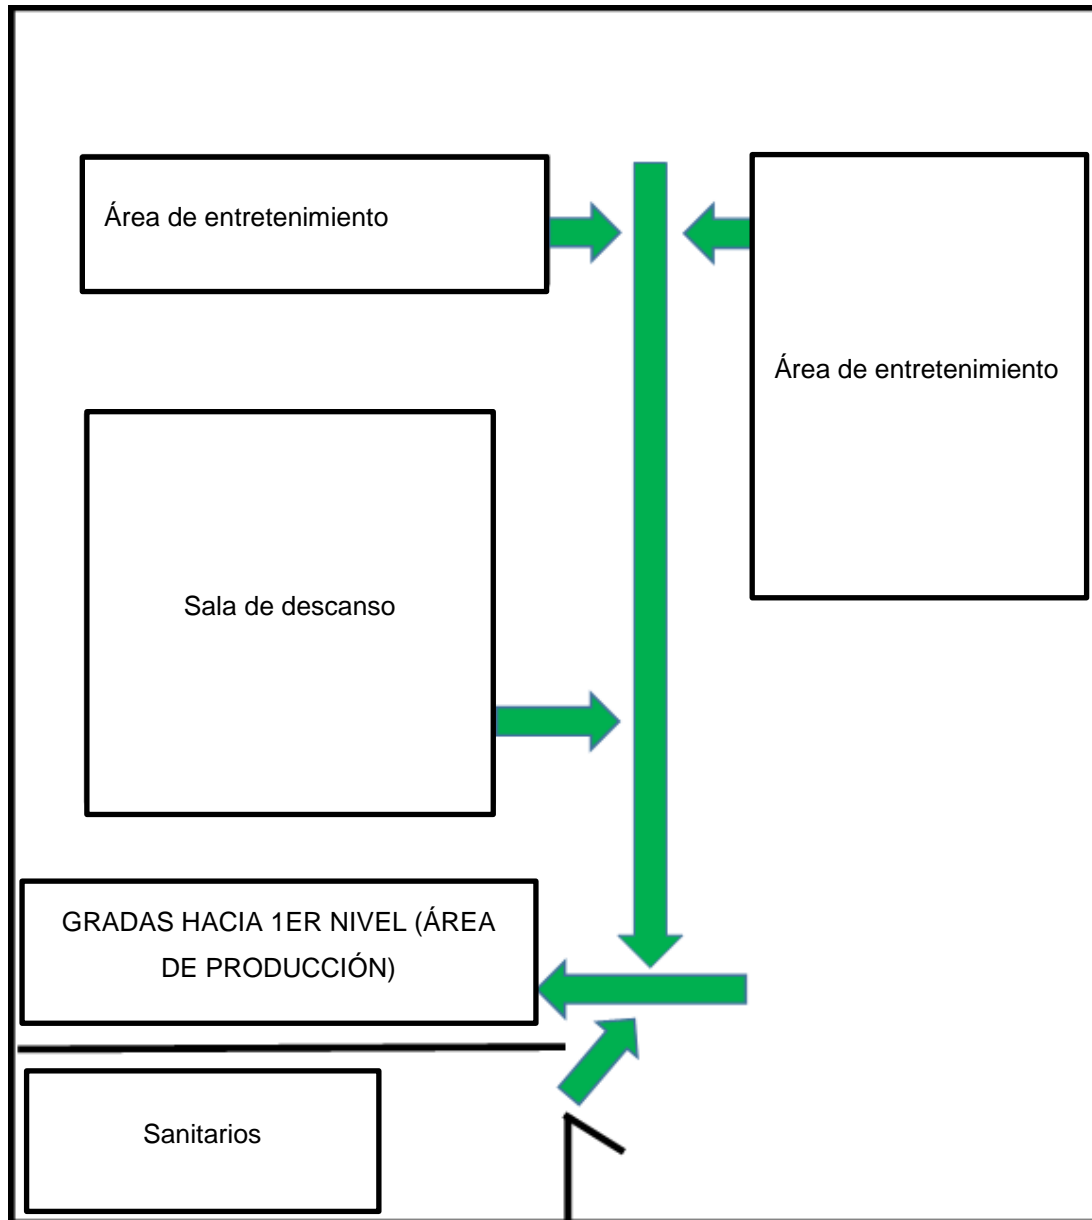 Área de entretenimiento
Área de entretenimiento
Sala de descanso
GRADAS HACIA 1ER NIVEL (ÁREA
DE PRODUCCIÓN)
Sanitarios